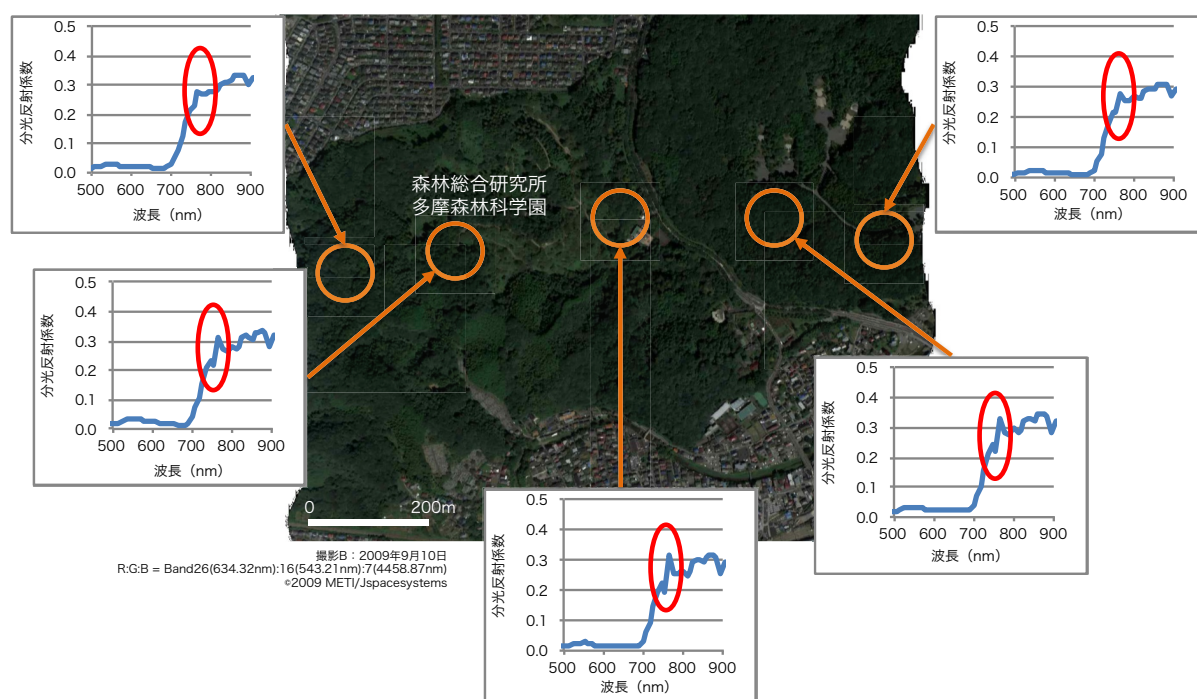 0.5
0.4
0.3
0.2
0.1
0.0
500 600 700 800 900
分光反射係数
波長（nm）
0.5
0.4
0.3
0.2
0.1
0.0
500 600 700 800 900
分光反射係数
波長（nm）
森林総合研究所
多摩森林科学園
0.5
0.4
0.3
0.2
0.1
0.0
500 600 700 800 900
分光反射係数
波長（nm）
0.5
0.4
0.3
0.2
0.1
0.0
500 600 700 800 900
分光反射係数
波長（nm）
0 200m
撮影B：2009年9月10日
R:G:B = Band26(634.32nm):16(543.21nm):7(4458.87nm)
©2009 METI/Jspacesystems
0.5
0.4
0.3
0.2
0.1
0.0
500 600 700 800 900
分光反射係数
波長（nm）